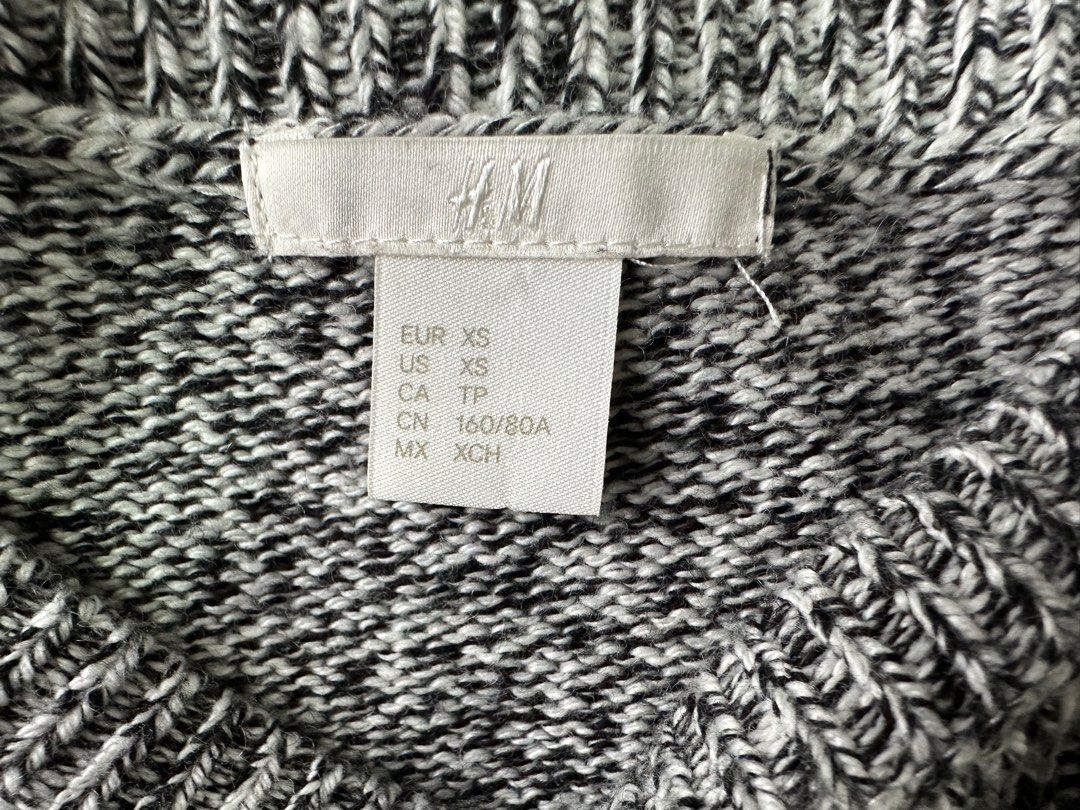 H&M
EUR XS
US XS
CA TP
CN 160/80A
MX XCH